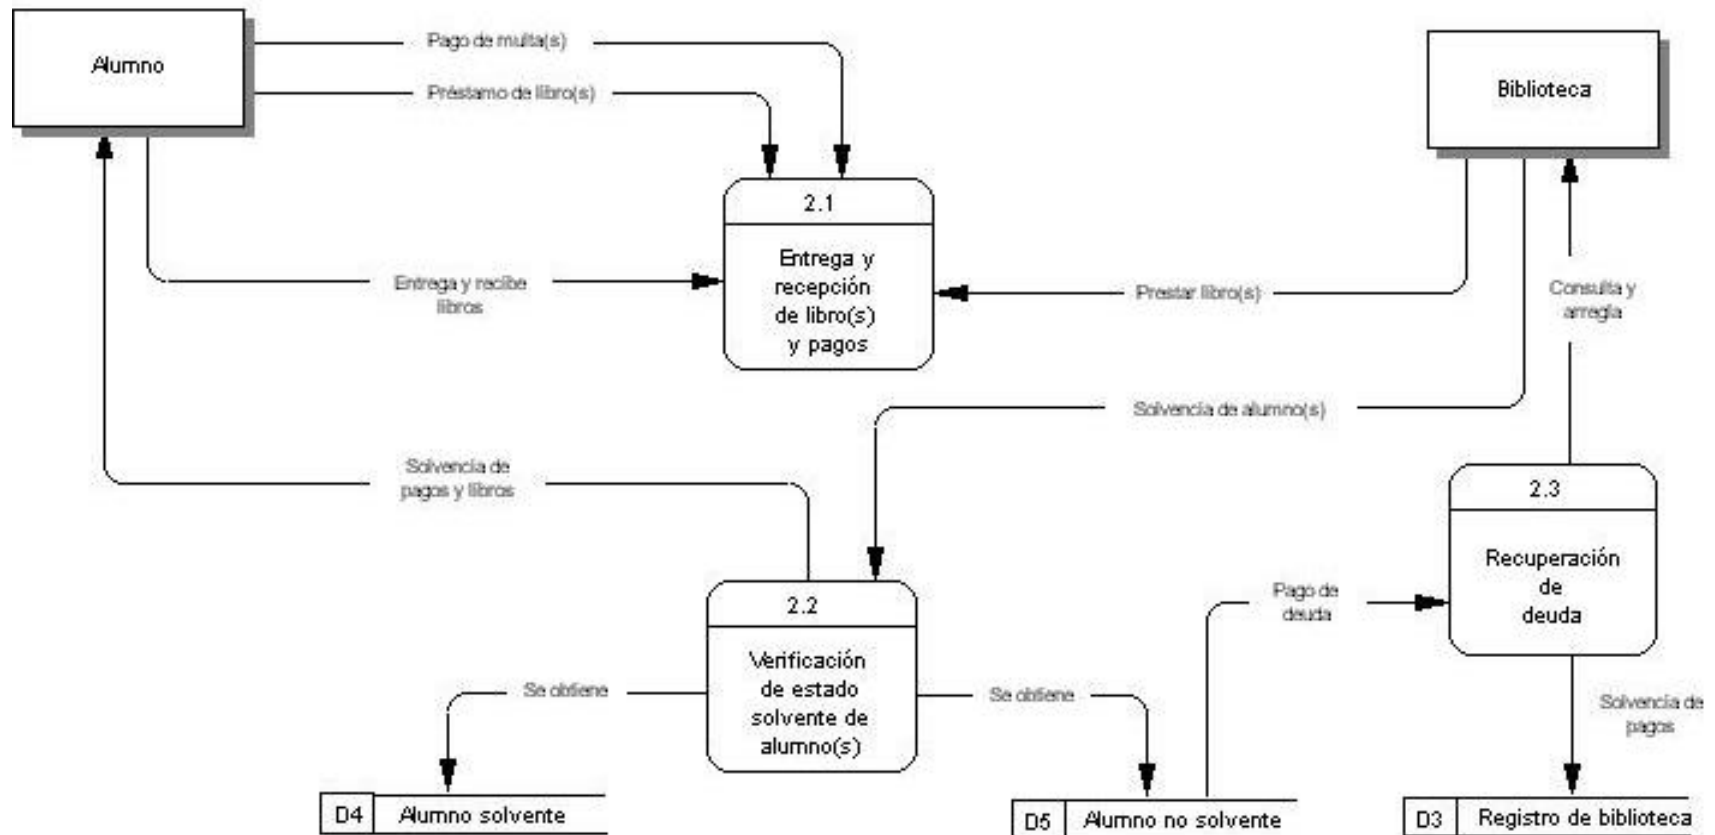 Alumno
Pago de multa(s)
Préstamo de libro(s)
Biblioteca
2.1
Entrega y
recepción
de libro(s)
y pagos
Entrega y recibe
libros
Prestar libro(s)
Consulta y
arregla
Solvencia de alumno(s)
Solvencia de
pagos y libros
2.3
Recuperación
de
deuda
2.2
Verificación
de estado
solvente de
alumno(s)
Pago de
deuda
Se obtiene
Se obtiene
Solvencia de
pagos
D4 Alumno solvente
D5 Alumno no solvente
D3 Registro de biblioteca